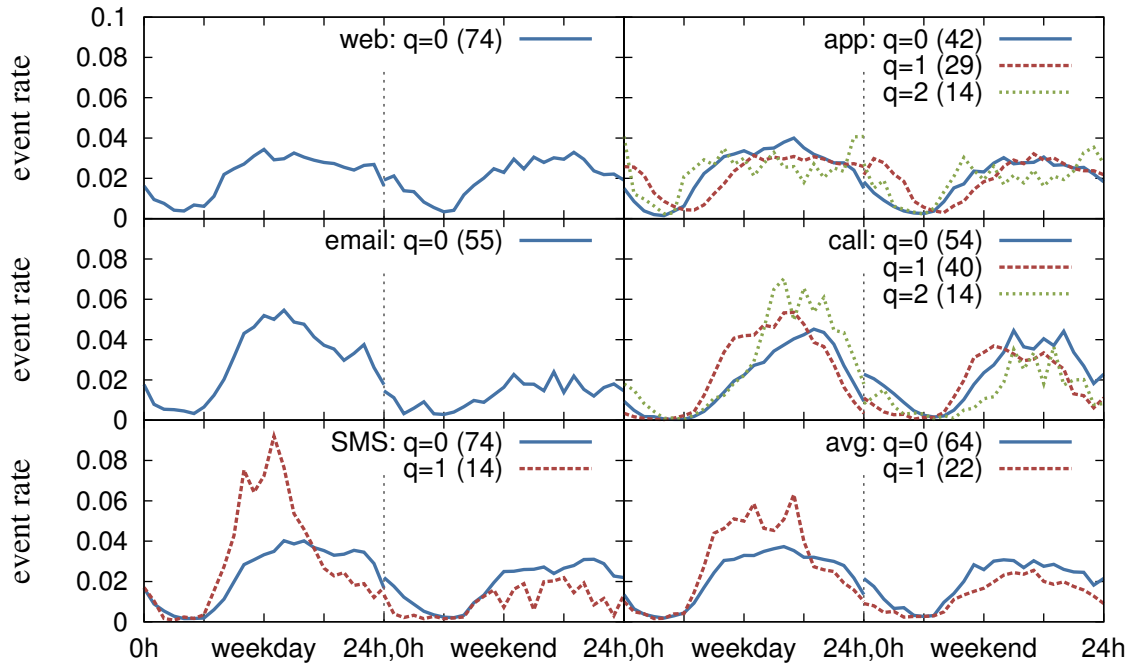 0.1
0.08
0.06
0.04
0.02
0
event rate
web: q=0 (74)
app: q=0 (42)
q=1 (29)
q=2 (14)
0.08
0.06
0.04
0.02
0
event rate
email: q=0 (55)
call: q=0 (54)
q=1 (40)
q=2 (14)
0.08
0.06
0.04
0.02
0
event rate
SMS: q=0 (74)
q=1 (14)
avg: q=0 (64)
q=1 (22)
0h weekday 24h,0h weekend 24h,0h weekday 24h,0h weekend 24h